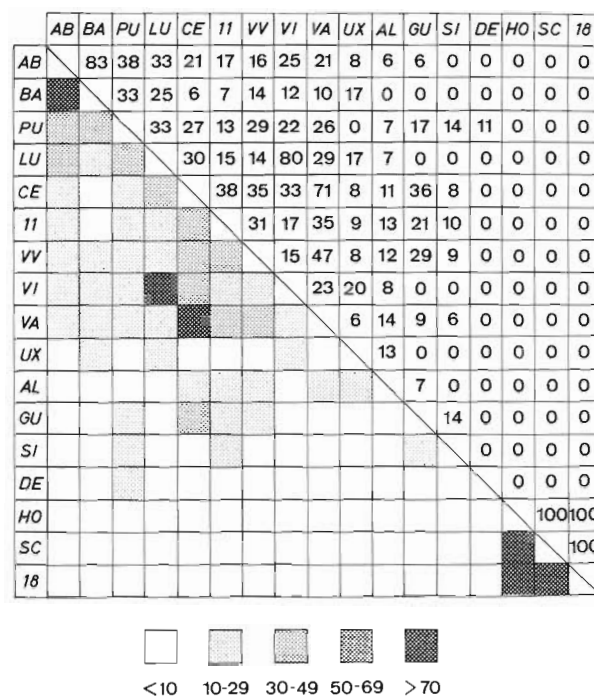 AB BA PU LU CE 11 VV VI VA UX AL GU SI DE HO SC 18
AB 83 38 33 21 17 16 25 21 8 6 6 0 0 0 0 0
BA 33 25 6 7 14 12 10 17 0 0 0 0 0 0 0
PU 33 27 13 29 22 26 0 7 17 14 11 0 0 0
LU 30 15 14 80 29 17 7 0 0 0 0 0 0
CE 38 35 33 71 8 11 36 8 0 0 0 0
11 31 17 35 9 13 21 10 0 0 0 0
VV 15 47 8 12 29 9 0 0 0 0
VI 23 20 8 0 0 0 0 0 0
VA 6 14 9 6 0 0 0 0
UX 13 0 0 0 0 0 0
AL 7 0 0 0 0 0
GU 14 0 0 0 0
SI 0 0 0 0
DE 0 0 0
HO 100 100
SC 100
18
<10 10-29 30-49 50-69 >70